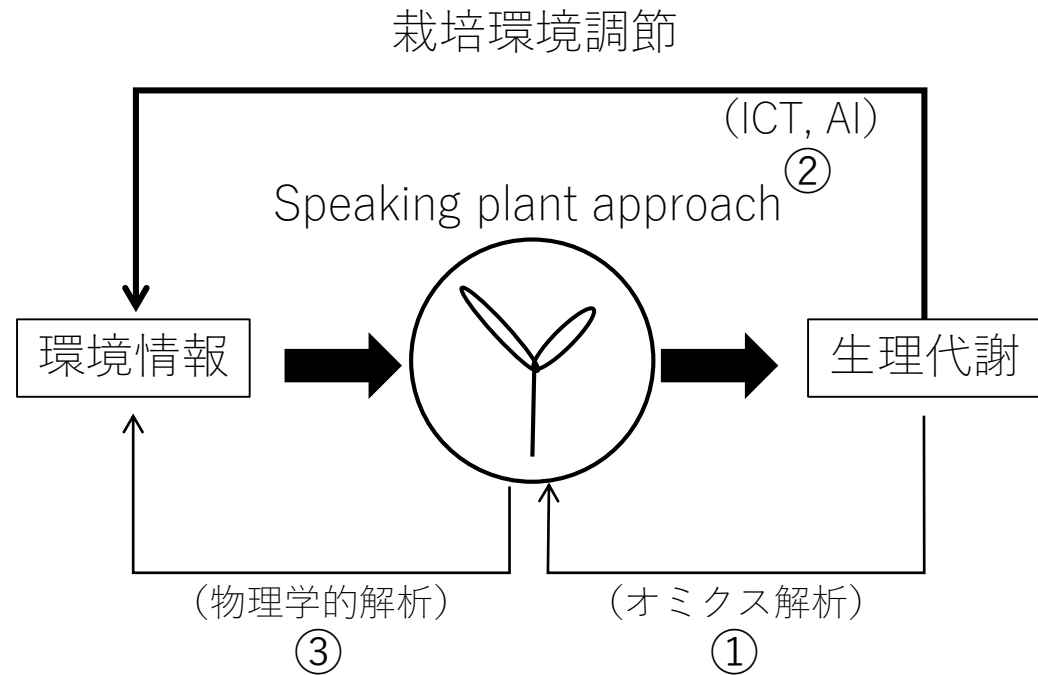 栽培環境調節
(ICT, AI)
②
Speaking plant approach
環境情報
生理代謝
(物理学的解析)
(オミクス解析)
③
①